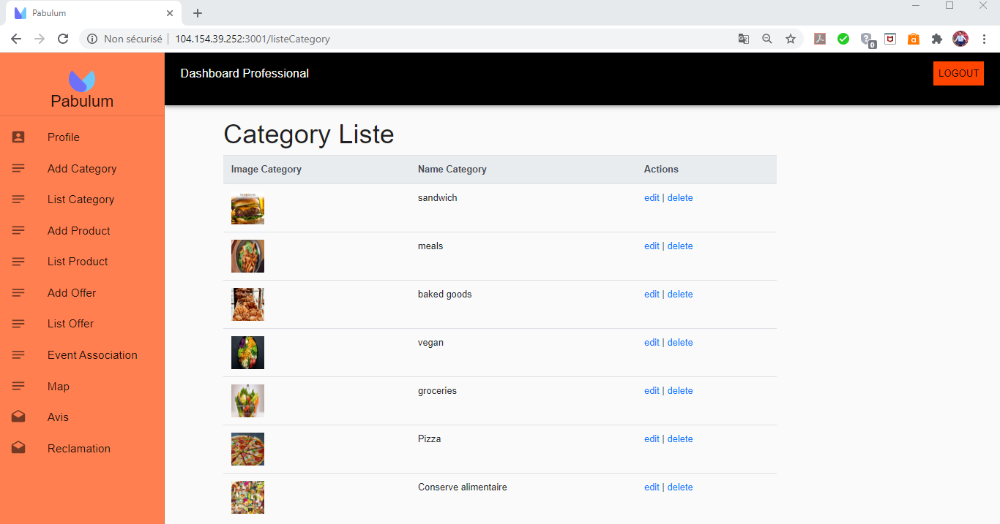 Pabulum
Non sécurisé | 104.154.39.252:3001/listeCategory
0
Pabulum
Dashboard Professional
LOGOUT
Profile
Add Category
List Category
Add Product
List Product
Add Offer
List Offer
Event Association
Map
Avis
Reclamation
Category Liste
Image Category Name Category Actions
sandwich edit | delete
meals edit | delete
baked goods edit | delete
vegan edit | delete
groceries edit | delete
Pizza edit | delete
Conserve alimentaire edit | delete